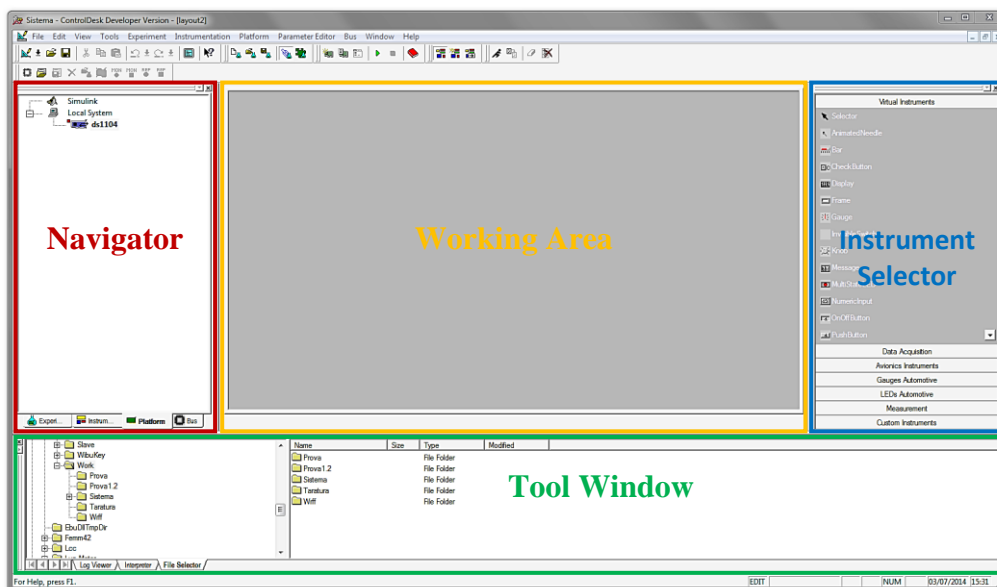 Sistema - ControlDesk Developer Version - [layout2]
File Edit View Tools Experiment Instrumentation Platform Parameter Editor Bus Window Help
Simulink
Local System
ds1104
Navigator
Experi...
Instrum...
Platform
Bus
Working Area
Virtual Instruments
Selector
AnimatedNeedle
Bar
CheckButton
Display
Frame
Gauge
Knob
Message
NumericInput
OnOffButton
PushButton
Instrument
Selector
Data Acquisition
Avionics Instruments
Gauges Automotive
LEDs Automotive
Measurement
Custom Instruments
Slave
WibuKey
Work
Prova
Prova1.2
Sistema
Taratura
Wiff
EbuDllTmpDir
Femm42
Lcc
Log Viewer
Interpreter
File Selector
Name Size Type Modified
Prova File Folder
Prova1.2 File Folder
Sistema File Folder
Taratura File Folder
Wiff File Folder
Tool Window
For Help, press F1.
EDIT NUM 03/07/2014 15:31